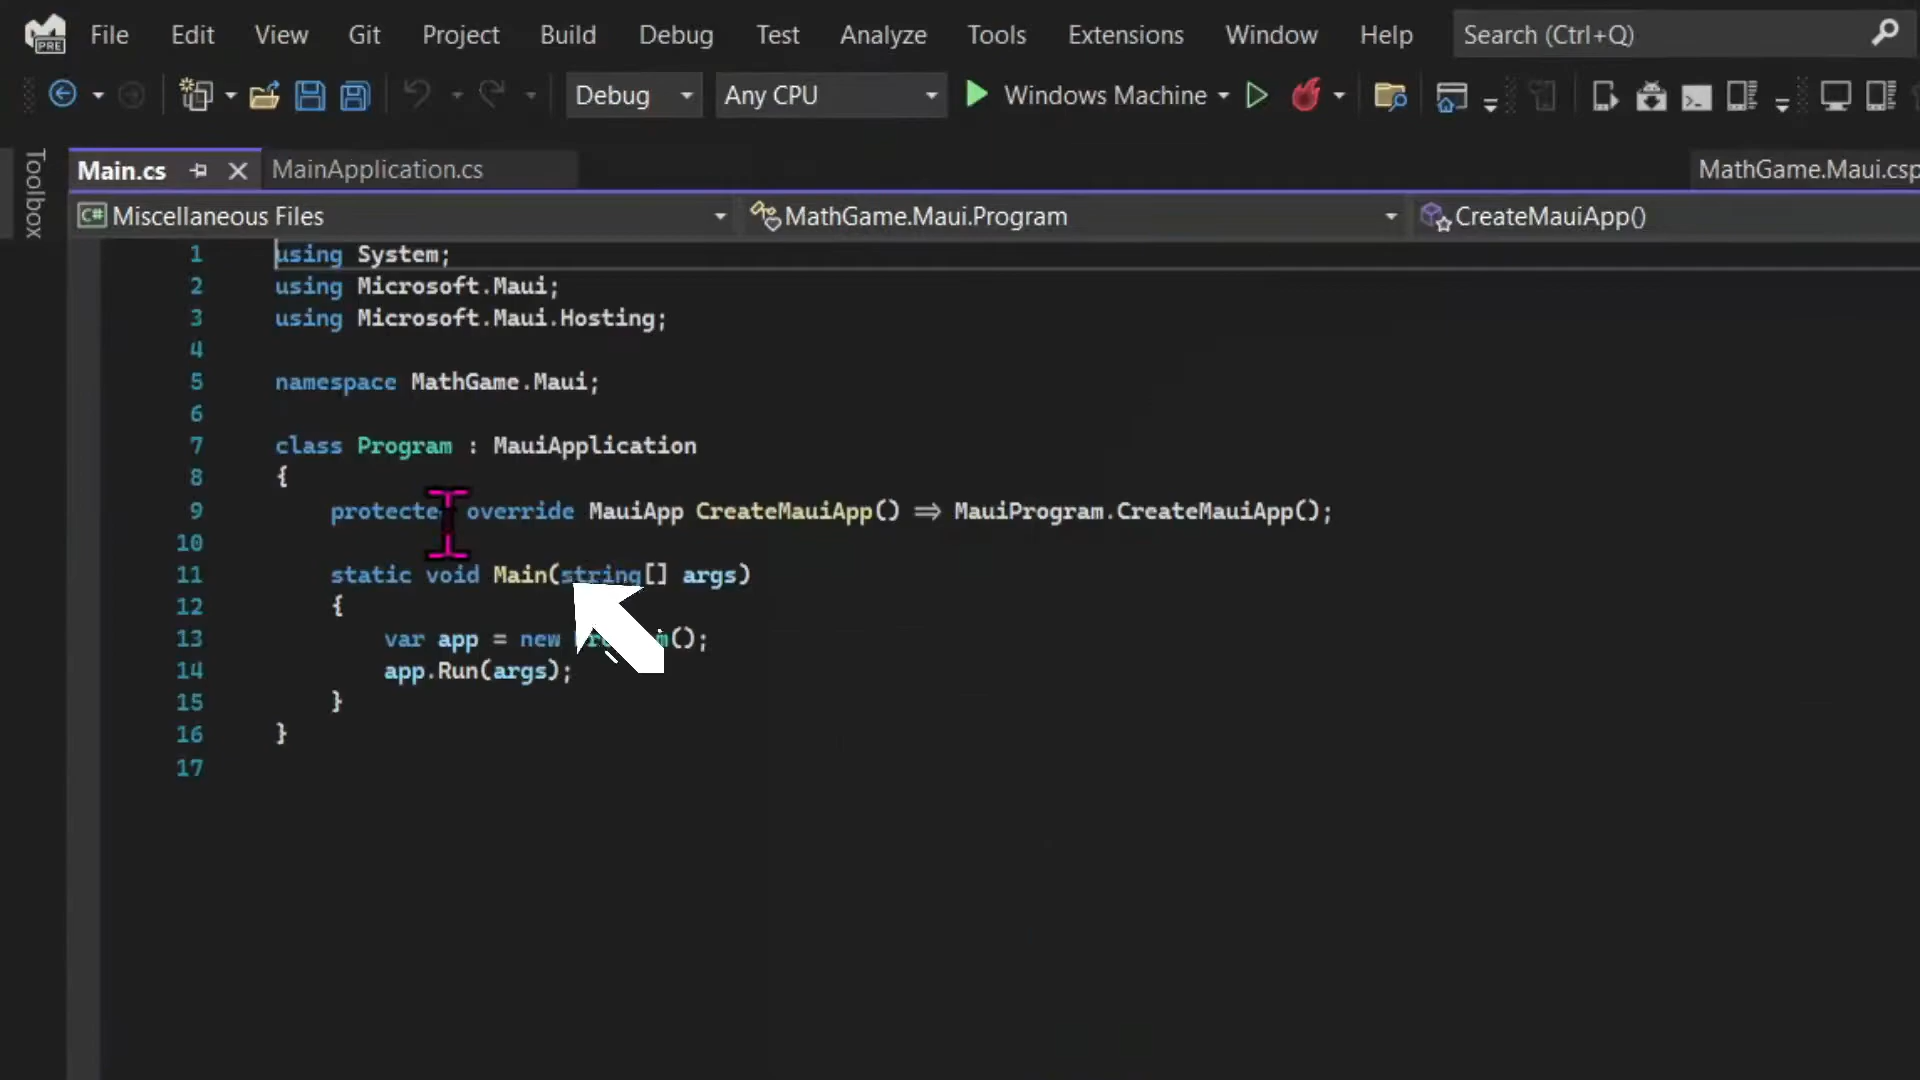 PRE File Edit View Git Project Build Debug Test Analyze Tools Extensions Window Help Search (Ctrl+Q)
Debug Any CPU Windows Machine
Toolbox
Main.cs MainApplication.cs MathGame.Maui.csp
C# Miscellaneous Files MathGame.Maui.Program CreateMauiApp()
1 using System;
2 using Microsoft.Maui;
3 using Microsoft.Maui.Hosting;
4
5 namespace MathGame.Maui;
6
7 class Program : MauiApplication
8 {
9 protected override MauiApp CreateMauiApp() => MauiProgram.CreateMauiApp();
10
11 static void Main(string[] args)
12 {
13 var app = new Program();
14 app.Run(args);
15 }
16 }
17